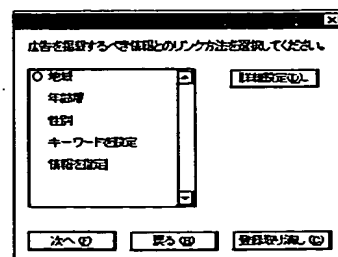 広告を掲載するべき情報とのリンク方法を選択してください。
地域
年齢層
性別
キーワードを設定
情報を設定
詳細設定(D)...
次へ(F)
戻る(B)
登録取り消し(C)